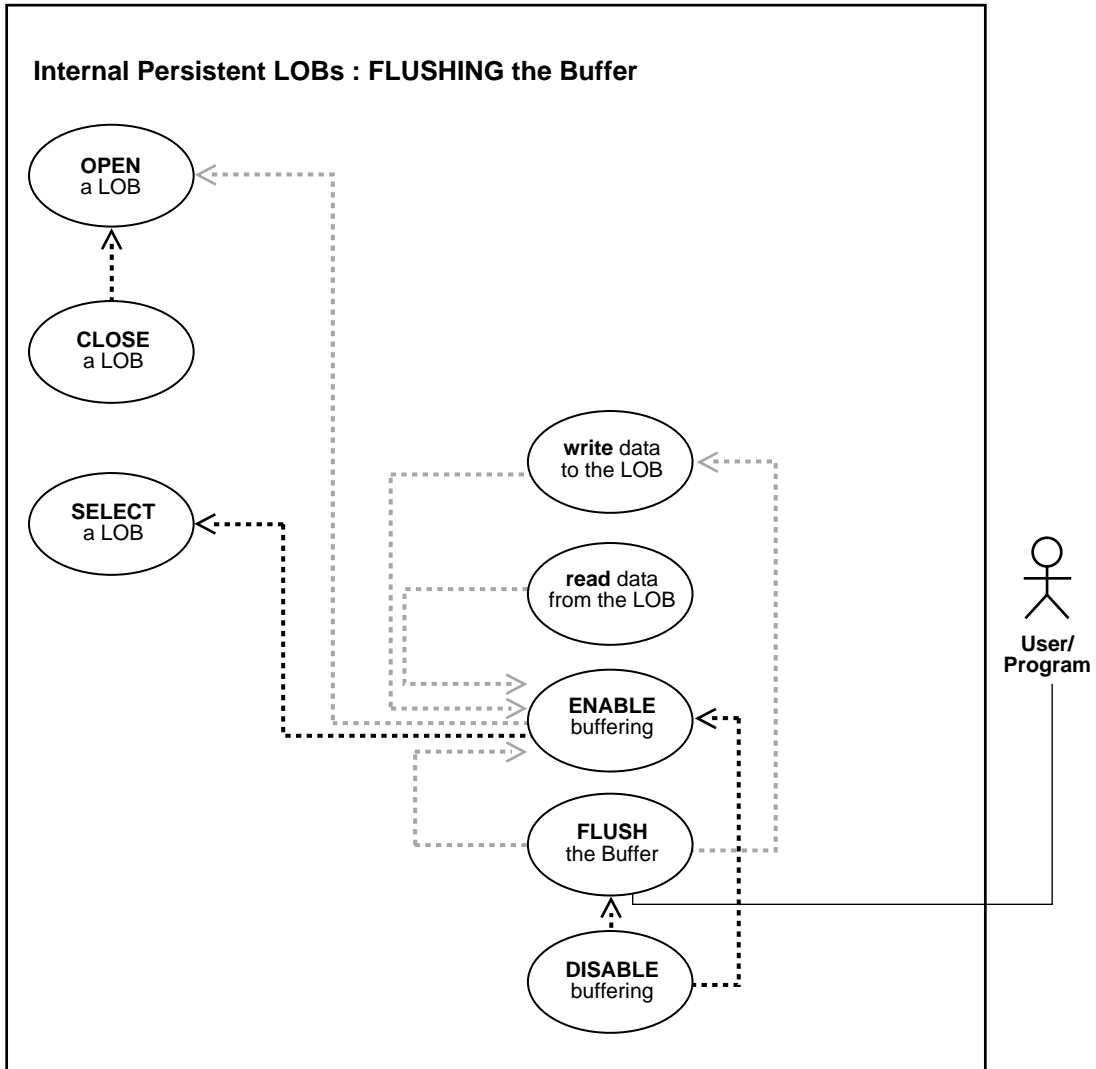 Internal Persistent LOBs : FLUSHING the Buffer
OPEN
a LOB
CLOSE
a LOB
write data
to the LOB
SELECT
a LOB
read data
from the LOB
User/
Program
ENABLE
buffering
FLUSH
the Buffer
DISABLE
buffering